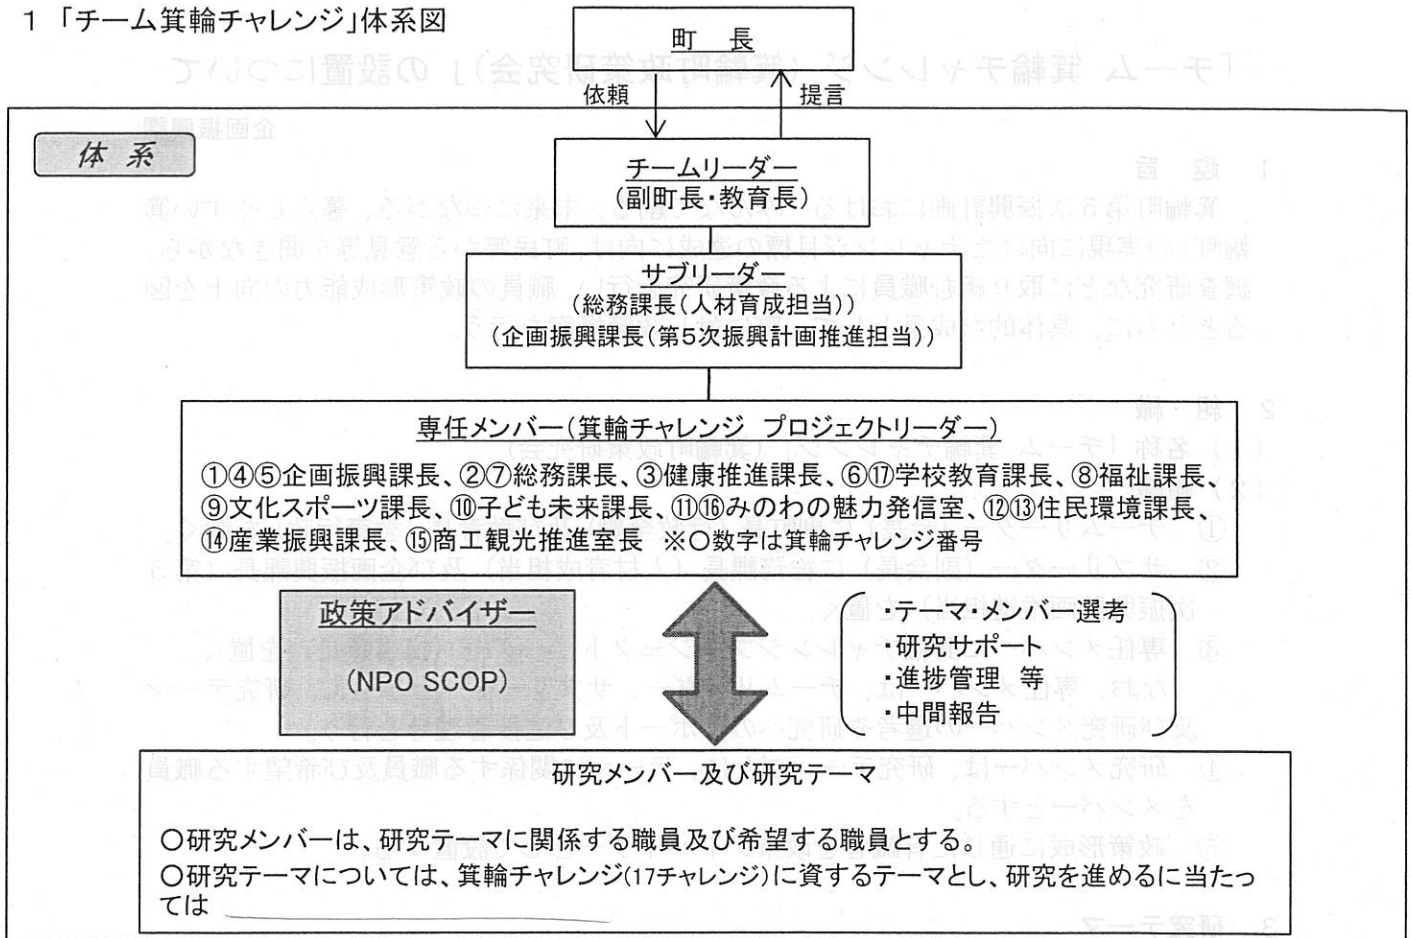 1 「チーム箕輪チャレンジ」体系図
町 長
依頼
提言
体 系
チームリーダー
(副町長・教育長)
サブリーダー
(総務課長(人材育成担当))
(企画振興課長(第5次振興計画推進担当))
専任メンバー(箕輪チャレンジ プロジェクトリーダー)
①④⑤企画振興課長、②⑦総務課長、③健康推進課長、⑥⑰学校教育課長、⑧福祉課長、
⑨文化スポーツ課長、⑩子ども未来課長、⑪⑯みのわの魅力発信室、⑫⑬住民環境課長、
⑭産業振興課長、⑮商工観光推進室長 ※○数字は箕輪チャレンジ番号
政策アドバイザー
(NPO SCOP)
・テーマ・メンバー選考
・研究サポート
・進捗管理 等
・中間報告
研究メンバー及び研究テーマ
○研究メンバーは、研究テーマに関係する職員及び希望する職員とする。
○研究テーマについては、箕輪チャレンジ(17チャレンジ)に資するテーマとし、研究を進めるに当たっ
ては